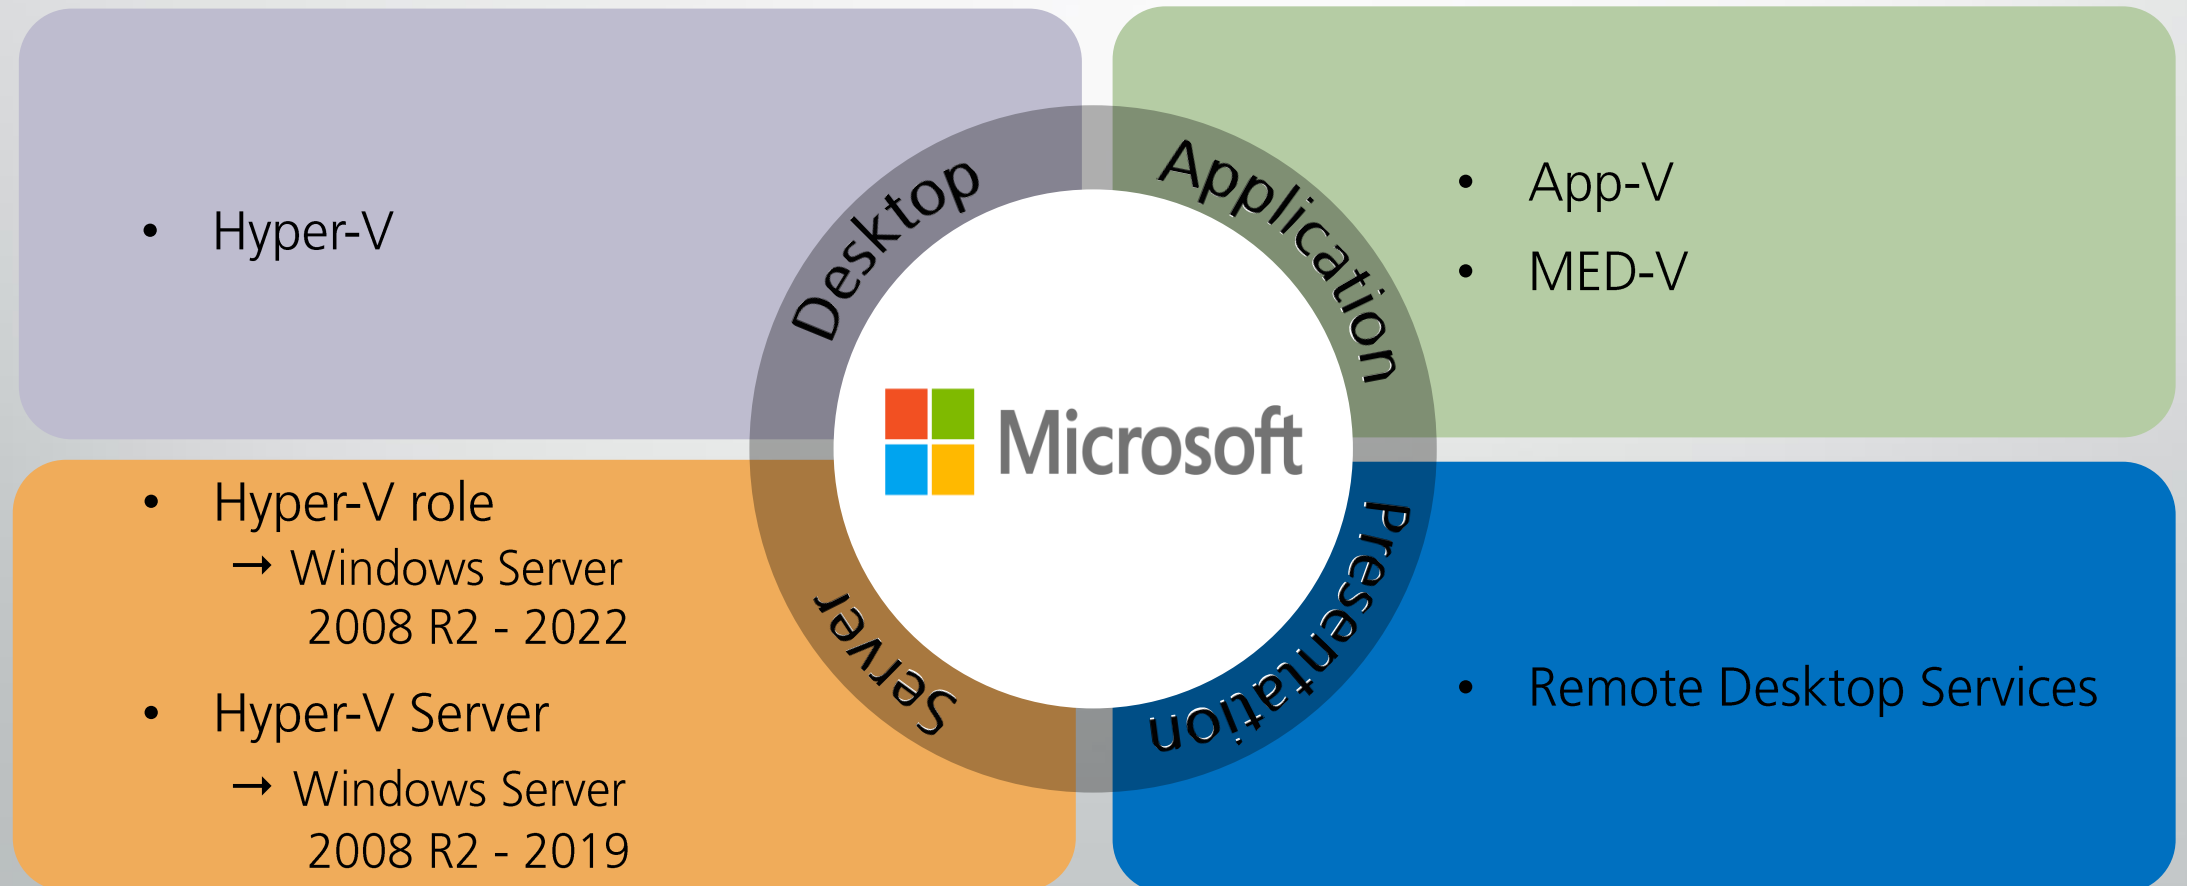 Desktop
• Hyper-V
Application
• App-V
• MED-V
Microsoft
Server
• Hyper-V role
→ Windows Server
2008 R2 - 2022
• Hyper-V Server
→ Windows Server
2008 R2 - 2019
Presentation
• Remote Desktop Services